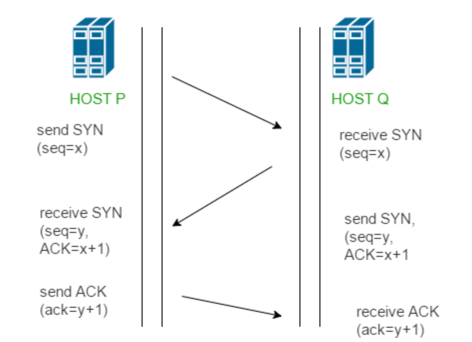 HOST P
HOST Q
send SYN
(seq=x)
receive SYN
(seq=x)
receive SYN
(seq=y,
ACK=x+1)
send SYN,
(seq=y,
ACK=x+1
send ACK
(ack=y+1)
receive ACK
(ack=y+1)